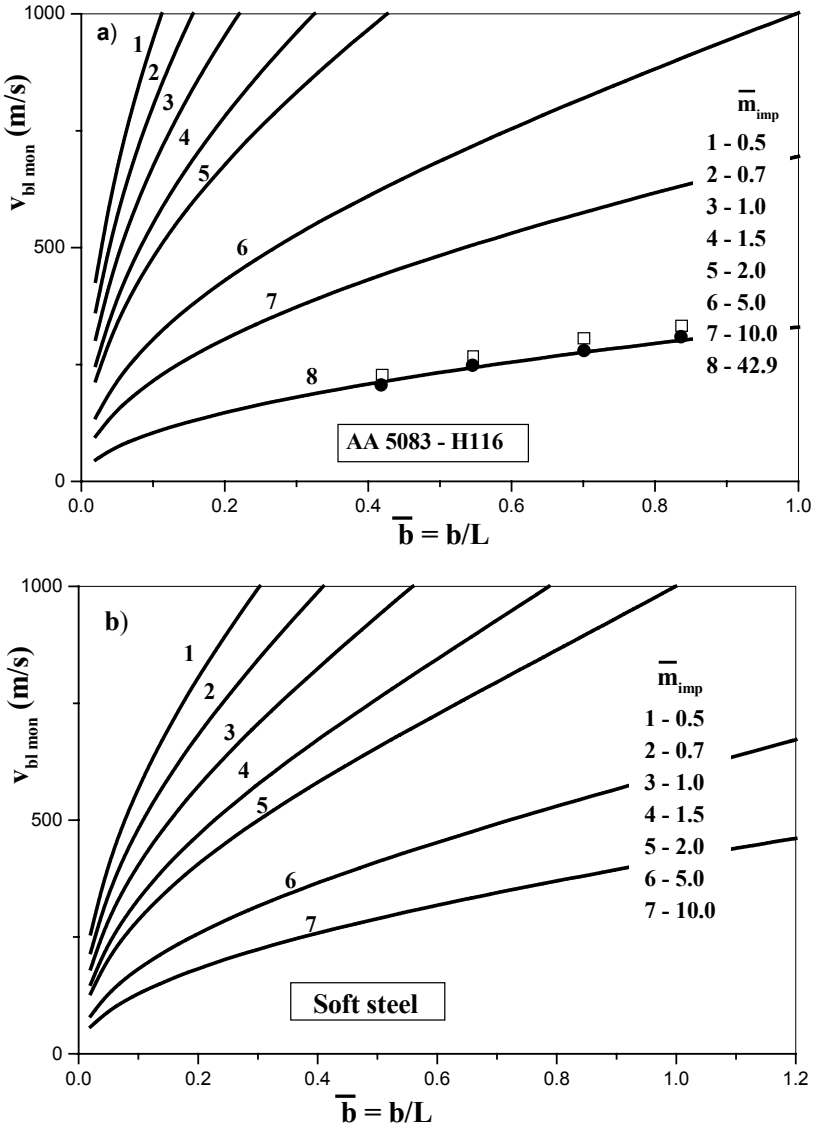 a)
v_bl mon (m/s)
1000
500
0
1
2
3
4
5
6
7
8
m̅_imp
1 - 0.5
2 - 0.7
3 - 1.0
4 - 1.5
5 - 2.0
6 - 5.0
7 - 10.0
8 - 42.9
AA 5083 - H116
0.0 0.2 0.4 0.6 0.8 1.0
b̅ = b/L
b)
v_bl mon (m/s)
1000
500
0
1
2
3
4
5
6
7
m̅_imp
1 - 0.5
2 - 0.7
3 - 1.0
4 - 1.5
5 - 2.0
6 - 5.0
7 - 10.0
Soft steel
0.0 0.2 0.4 0.6 0.8 1.0 1.2
b̅ = b/L